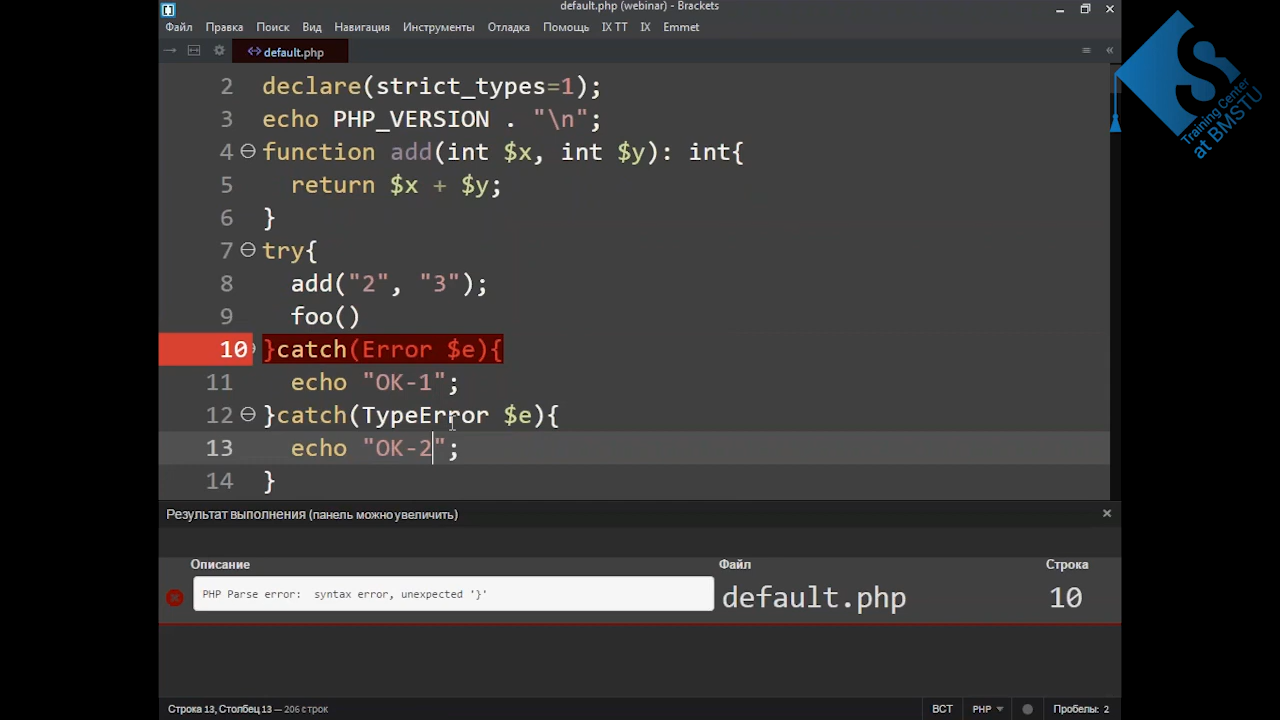 default.php (webinar) - Brackets
Файл Правка Поиск Вид Навигация Инструменты Отладка Помощь IX TT IX Emmet
default.php
2 declare(strict_types=1);
3 echo PHP_VERSION . "\n";
4 function add(int $x, int $y): int{
5 return $x + $y;
6 }
7 try{
8 add("2", "3");
9 foo()
10 }catch(Error $e){
11 echo "OK-1";
12 }catch(TypeError $e){
13 echo "OK-2";
14 }
Результат выполнения (панель можно увеличить)
Описание Файл Строка
PHP Parse error: syntax error, unexpected '}' default.php 10
Строка 13, Столбец 13 — 206 строк ВСТ PHP Пробелы: 2
Training Center
at BMSTU